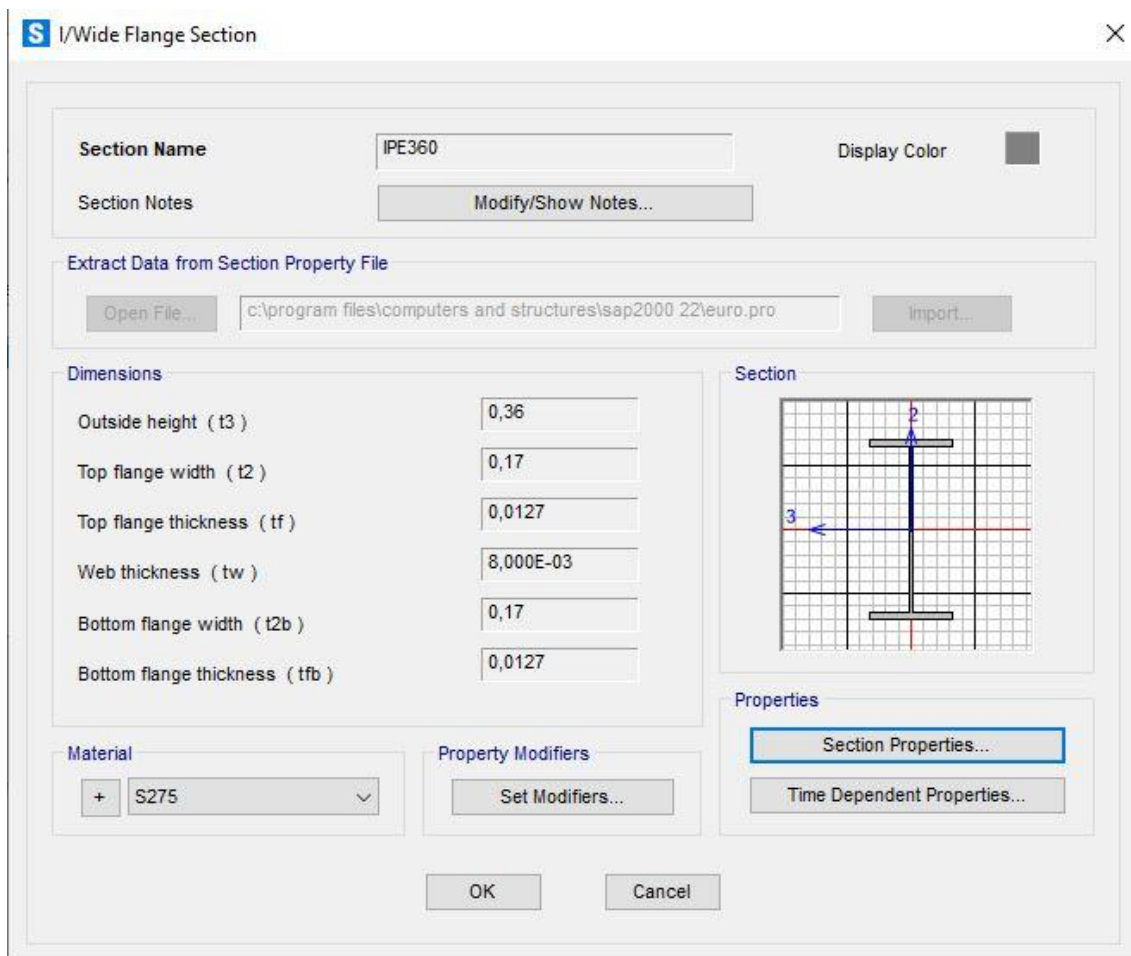 S I/Wide Flange Section
Section Name IPE360 Display Color
Section Notes Modify/Show Notes...
Extract Data from Section Property File
Open File... c:\program files\computers and structures\sap2000 22\euro.pro Import...
Dimensions
Outside height ( t3 ) 0,36
Top flange width ( t2 ) 0,17
Top flange thickness ( tf ) 0,0127
Web thickness ( tw ) 8,000E-03
Bottom flange width ( t2b ) 0,17
Bottom flange thickness ( tfb ) 0,0127
Section
2
3
Properties
Section Properties...
Time Dependent Properties...
Material
+ S275
Property Modifiers
Set Modifiers...
OK Cancel